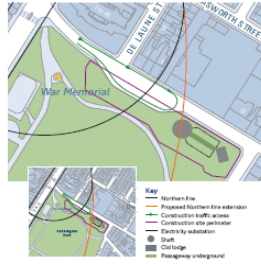 DE LAUNE ST
WORTH STREET
War Memorial
Key
Northern line
Proposed Northern line extension
Construction traffic access
Construction site perimeter
Electricity substation
Shaft
Old lodge
Passageway underground